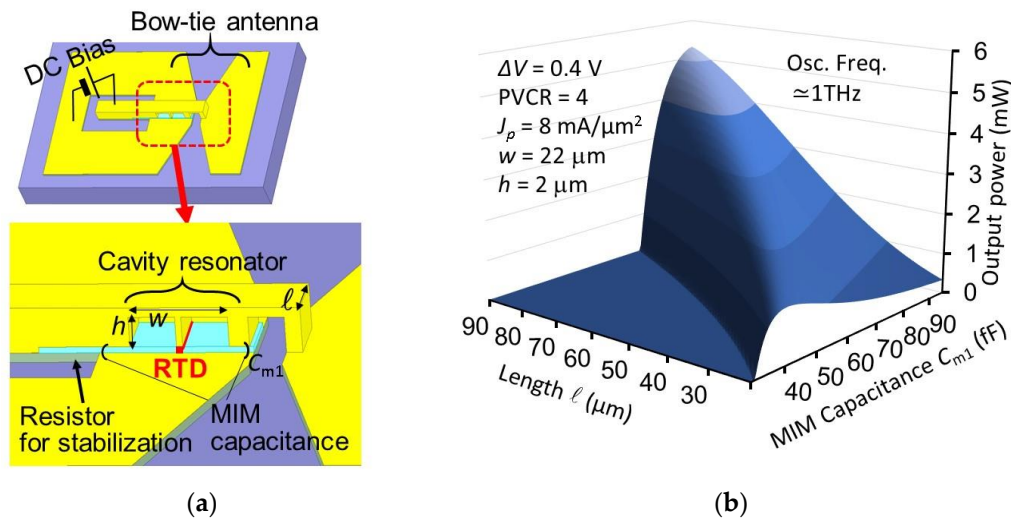 Bow-tie antenna
DC Bias
Cavity resonator
ℓ
w
h
RTD
Cm1
Resistor
for stabilization
MIM
capacitance
(a)
ΔV = 0.4 V
PVCR = 4
Jp = 8 mA/μm²
w = 22 μm
h = 2 μm
Osc. Freq.
≃1THz
6
5
4
3
2
1
0
Output power (mW)
90
80
70
60
50
40
30
Length ℓ (μm)
40
50
60
70
80
90
MIM Capacitance Cm1 (fF)
(b)